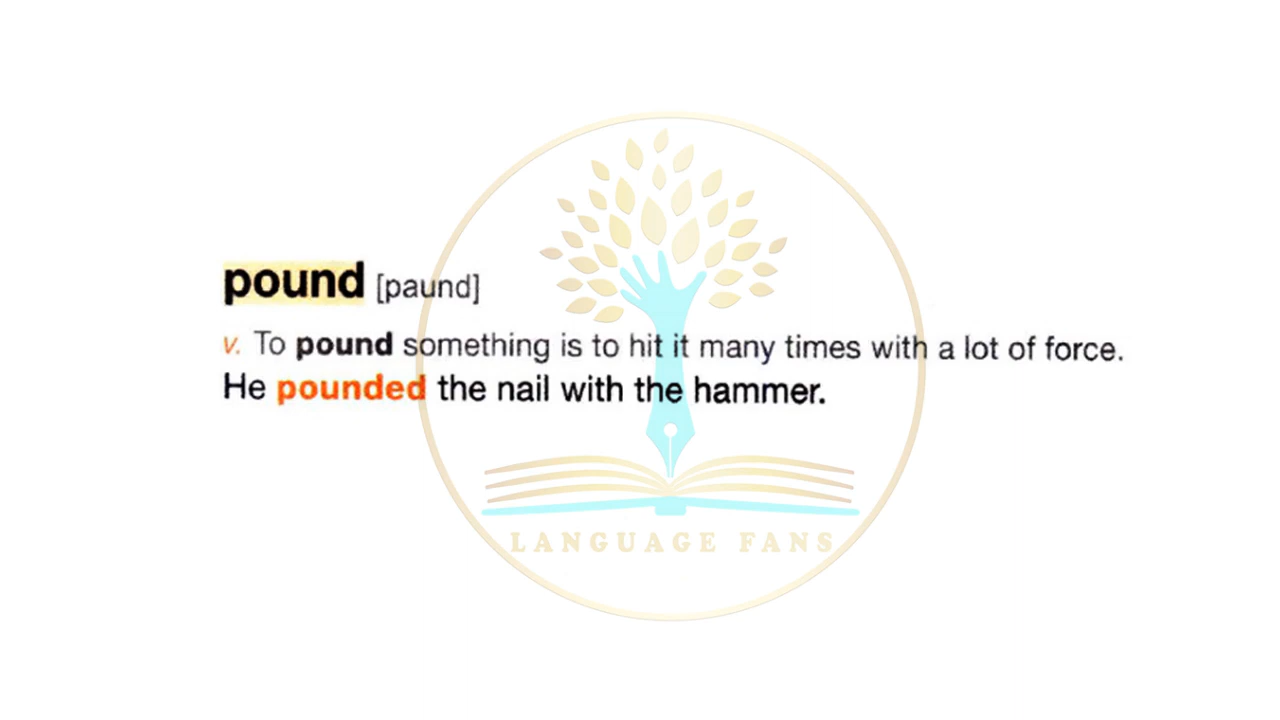 pound [paund]
v. To pound something is to hit it many times with a lot of force.
He pounded the nail with the hammer.
LANGUAGE FANS